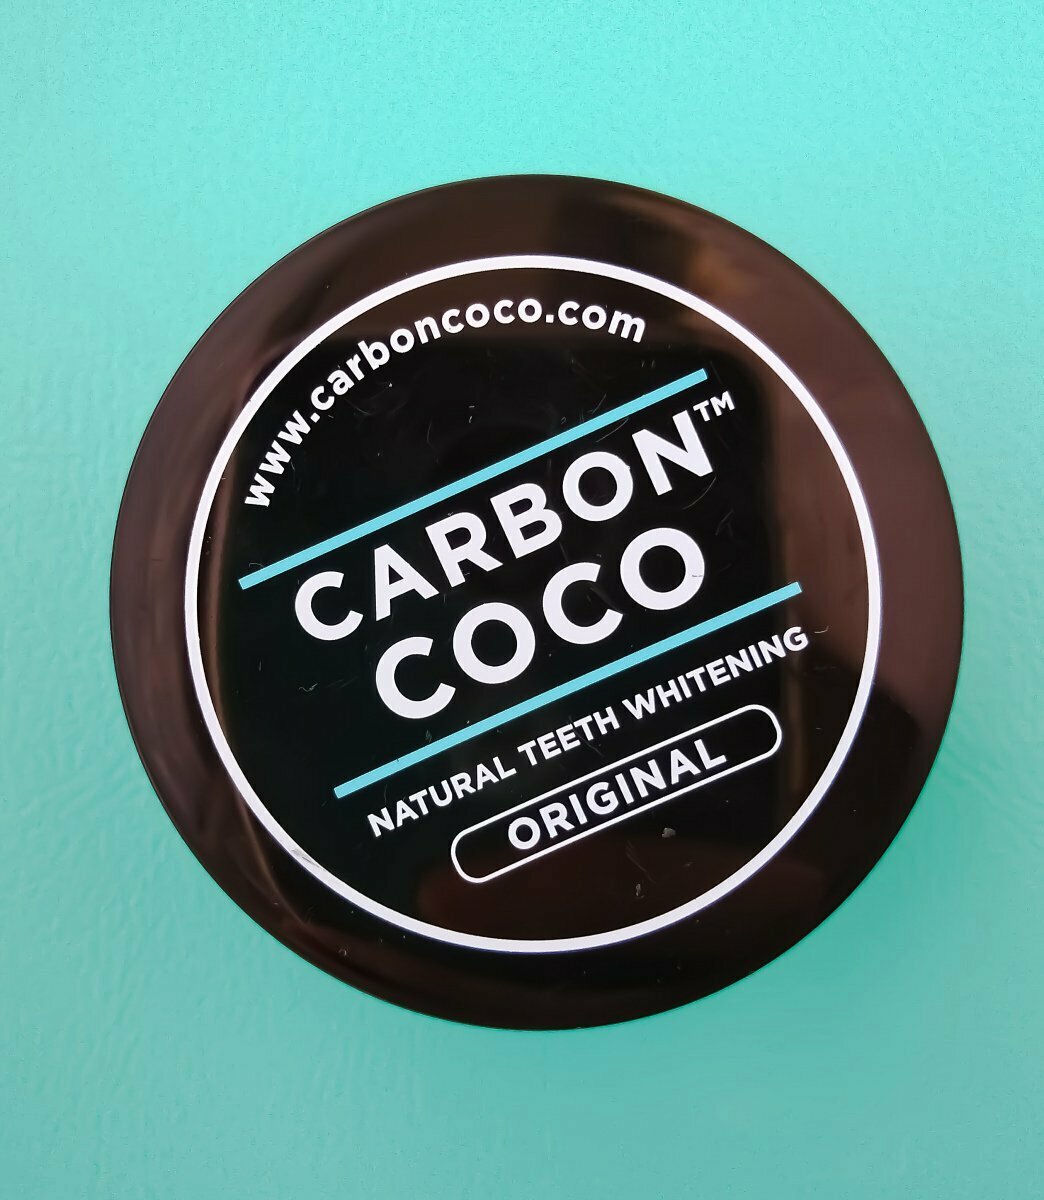 www.carboncoco.com
CARBON™
COCO
NATURAL TEETH WHITENING
ORIGINAL